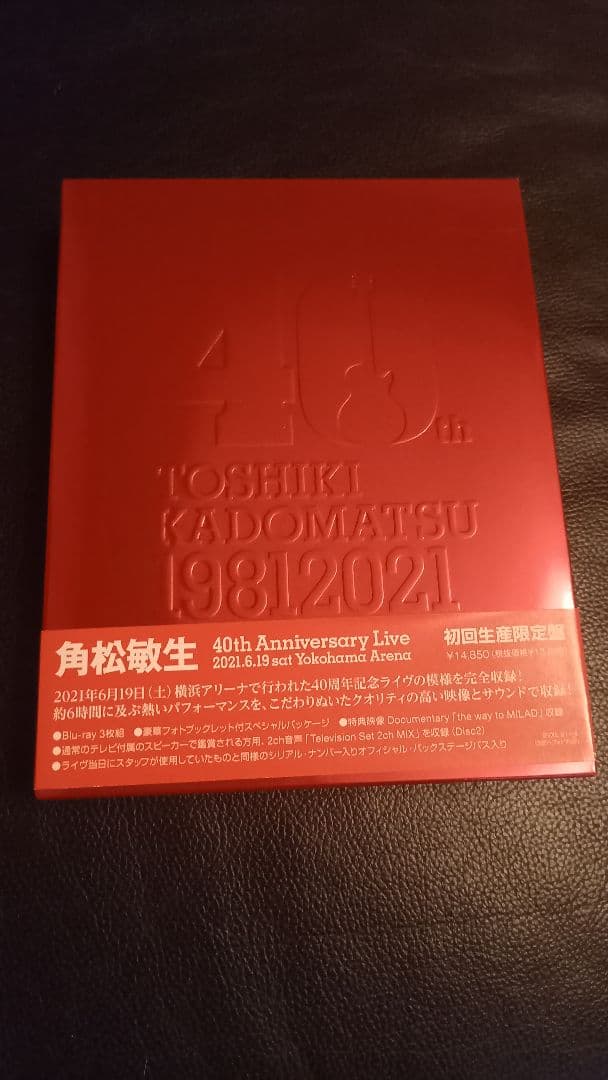 40th
TOSHIKI
KADOMATSU
19812021
角松敏生
40th Anniversary Live
2021.6.19 sat Yokohama Arena
初回生産限定盤
¥14,850(税抜価格
2021年6月19日(土)横浜アリーナで行われた40周年記念ライヴの模様を完全収録!
約6時間に及ぶ熱いパフォーマンスを、こだわりぬいたクオリティの高い映像とサウンドで収録!
●Blu-ray 3枚組 ●豪華フォトブックレット付スペシャルパッケージ ●特典映像 Documentary「the way to MILAD」収録
●通常のテレビ付属のスピーカーで鑑賞される方用、2ch音声「Television Set 2ch MIX」を収録(Disc2)
●ライヴ当日にスタッフが使用していたものと同様のシリアル・ナンバー入りオフィシャル・バックステージパス入り